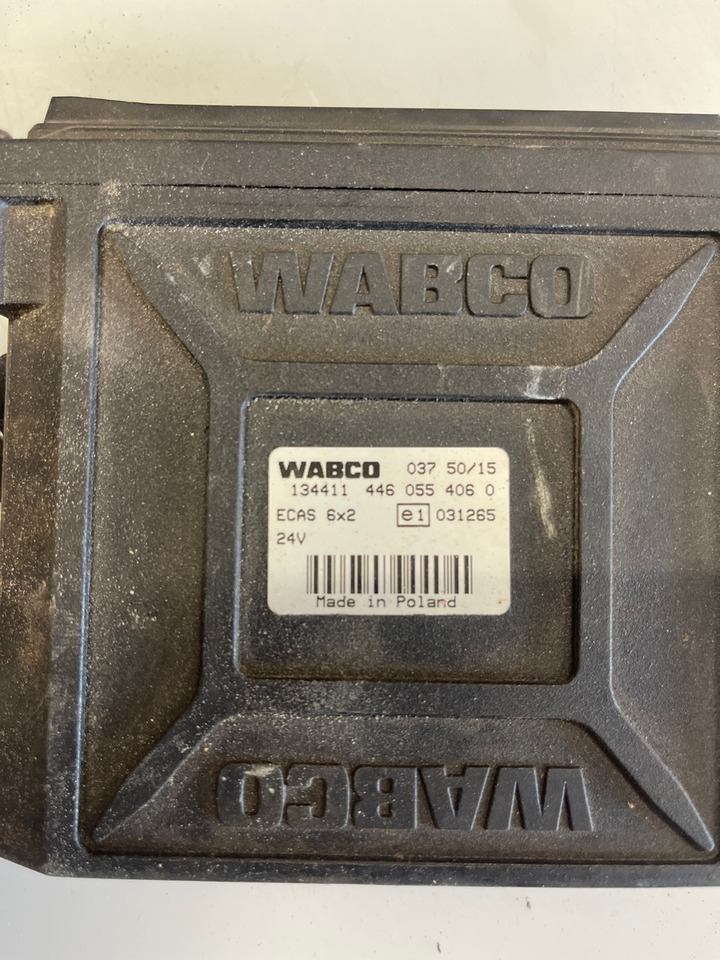 WABCO
WABCO 037 50/15
134411 446 055 406 0
ECAS 6x2 e1 031265
24V
Made in Poland
WABCO